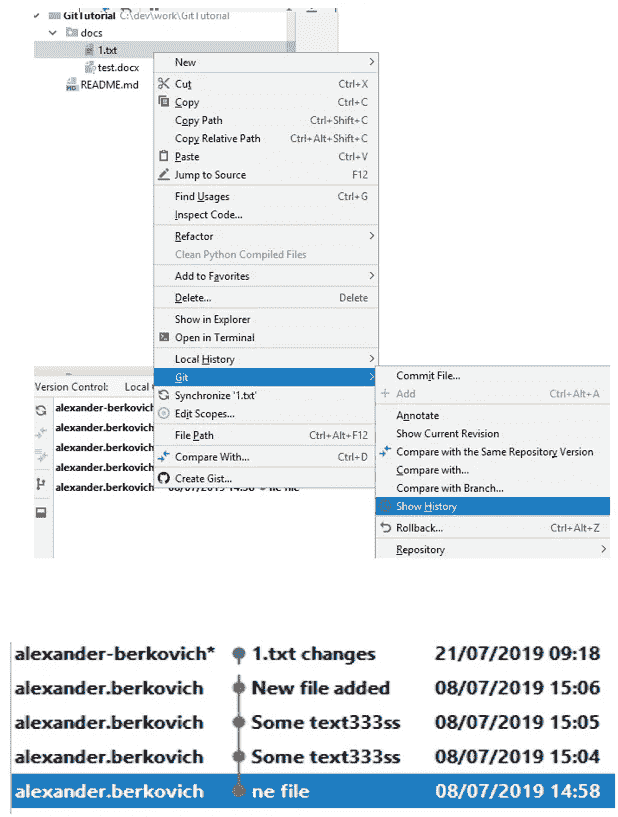 GitTutorial C:\dev\work\GitTutorial
docs
1.txt
test.docx
README.md
New
Cut Ctrl+X
Copy Ctrl+C
Copy Path Ctrl+Shift+C
Copy Relative Path Ctrl+Alt+Shift+C
Paste Ctrl+V
Jump to Source F12
Find Usages Ctrl+G
Inspect Code...
Refactor
Clean Python Compiled Files
Add to Favorites
Delete... Delete
Show in Explorer
Open in Terminal
Local History
Git
Synchronize '1.txt'
Edit Scopes...
File Path Ctrl+Alt+F12
Compare With... Ctrl+D
Create Gist...
Version Control: Local
alexander-berkovich
alexander.berkovich
alexander.berkovich
alexander.berkovich
alexander.berkovich 08/07/2019 14:58 ne file
Commit File...
Add Ctrl+Alt+A
Annotate
Show Current Revision
Compare with the Same Repository Version
Compare with...
Compare with Branch...
Show History
Rollback... Ctrl+Alt+Z
Repository
alexander-berkovich* 1.txt changes 21/07/2019 09:18
alexander.berkovich New file added 08/07/2019 15:06
alexander.berkovich Some text333ss 08/07/2019 15:05
alexander.berkovich Some text333ss 08/07/2019 15:04
alexander.berkovich ne file 08/07/2019 14:58